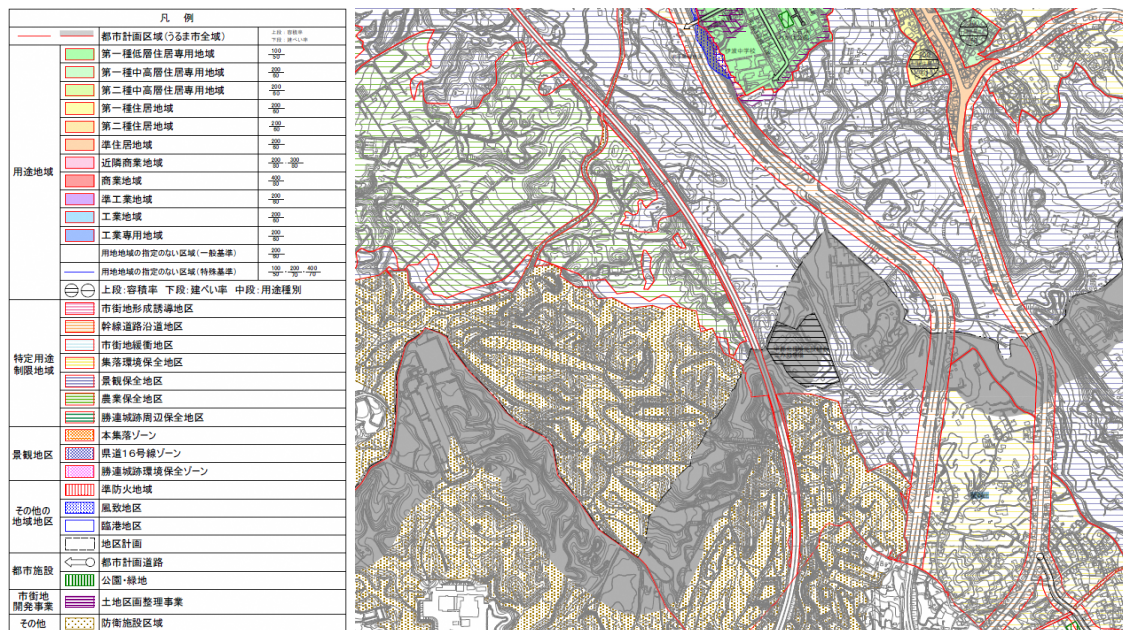 凡 例
都市計画区域(うるま市全域)
上段:容積率
下段:建ぺい率
用途地域
第一種低層住居専用地域
100
50
第一種中高層住居専用地域
200
60
第二種中高層住居専用地域
200
60
第一種住居地域
200
60
第二種住居地域
200
60
準住居地域
200
60
近隣商業地域
200 300
80 80
商業地域
400
80
準工業地域
200
60
工業地域
200
60
工業専用地域
200
60
用地地域の指定のない区域(一般基準)
200
60
用地地域の指定のない区域(特殊基準)
100 200 400
50 70 70
上段:容積率 下段:建ぺい率 中段:用途種別
特定用途
制限地域
市街地形成誘導地区
幹線道路沿道地区
市街地緩衝地区
集落環境保全地区
景観保全地区
農業保全地区
勝連城跡周辺保全地区
景観地区
本集落ゾーン
県道16号線ゾーン
勝連城跡環境保全ゾーン
その他の
地域地区
準防火地域
風致地区
臨港地区
地区計画
都市施設
都市計画道路
公園・緑地
市街地
開発事業
土地区画整理事業
その他
防衛施設区域
伊波中学校